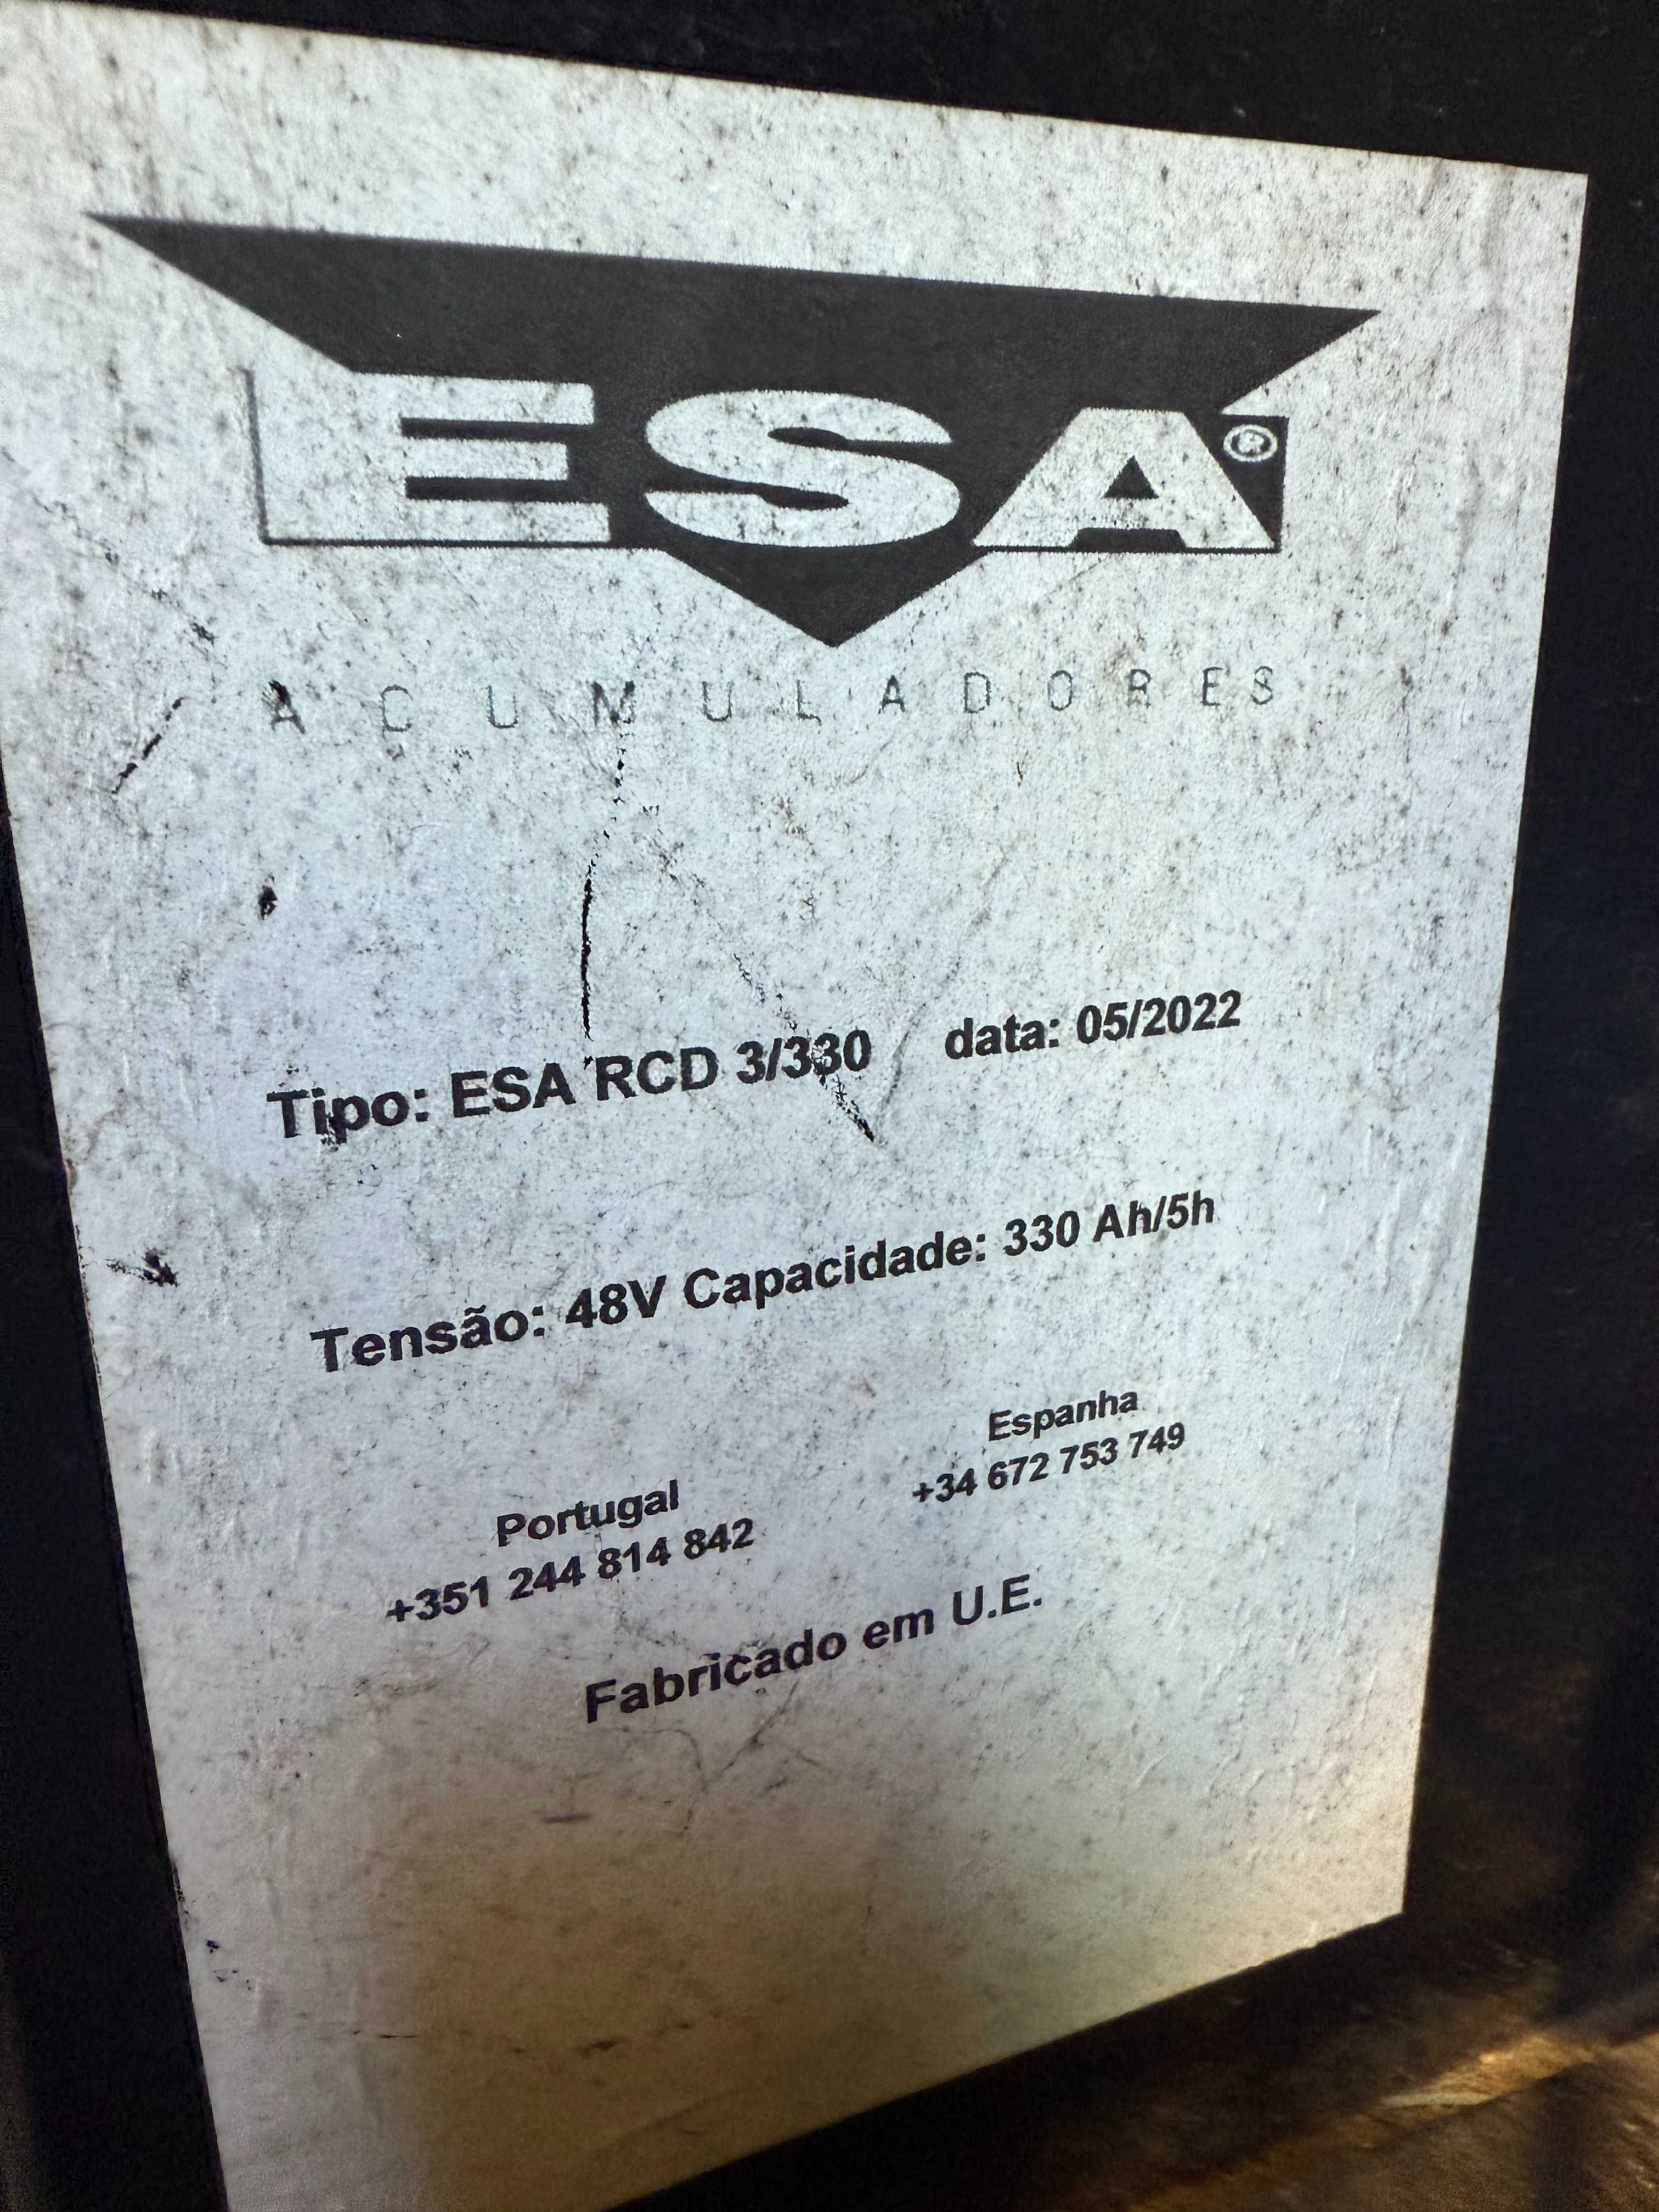 ESA®
ACUMULADORES
Tipo: ESA RCD 3/330 data: 05/2022
Tensão: 48V Capacidade: 330 Ah/5h
Espanha
+34 672 753 749
Portugal
+351 244 814 842
Fabricado em U.E.